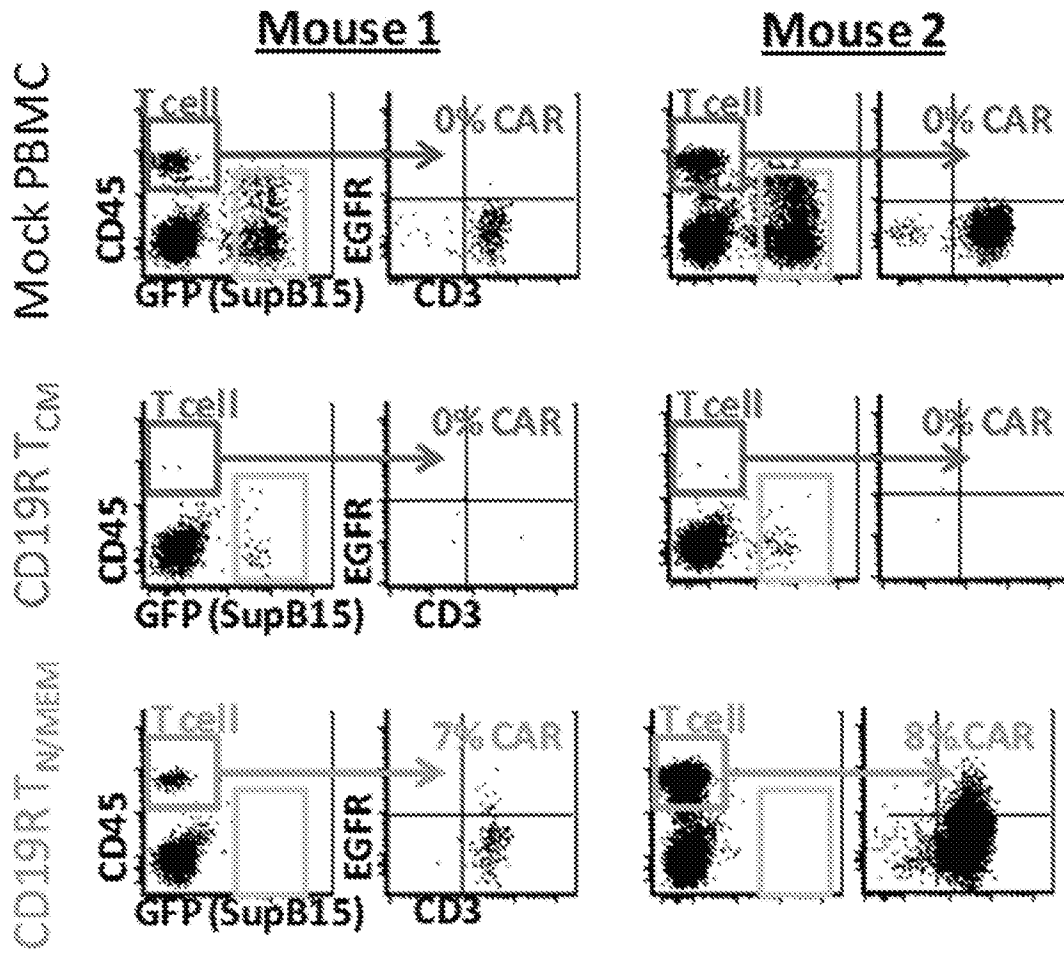 Mouse 1
Mouse 2
Mock PBMC
T cell
0% CAR
T cell
0% CAR
CD45
EGFR
GFP (SupB15)
CD3
CD19R T_CM
T cell
0% CAR
T cell
0% CAR
CD45
EGFR
GFP (SupB15)
CD3
CD19R T_N/MEM
T cell
7% CAR
T cell
8% CAR
CD45
EGFR
GFP (SupB15)
CD3